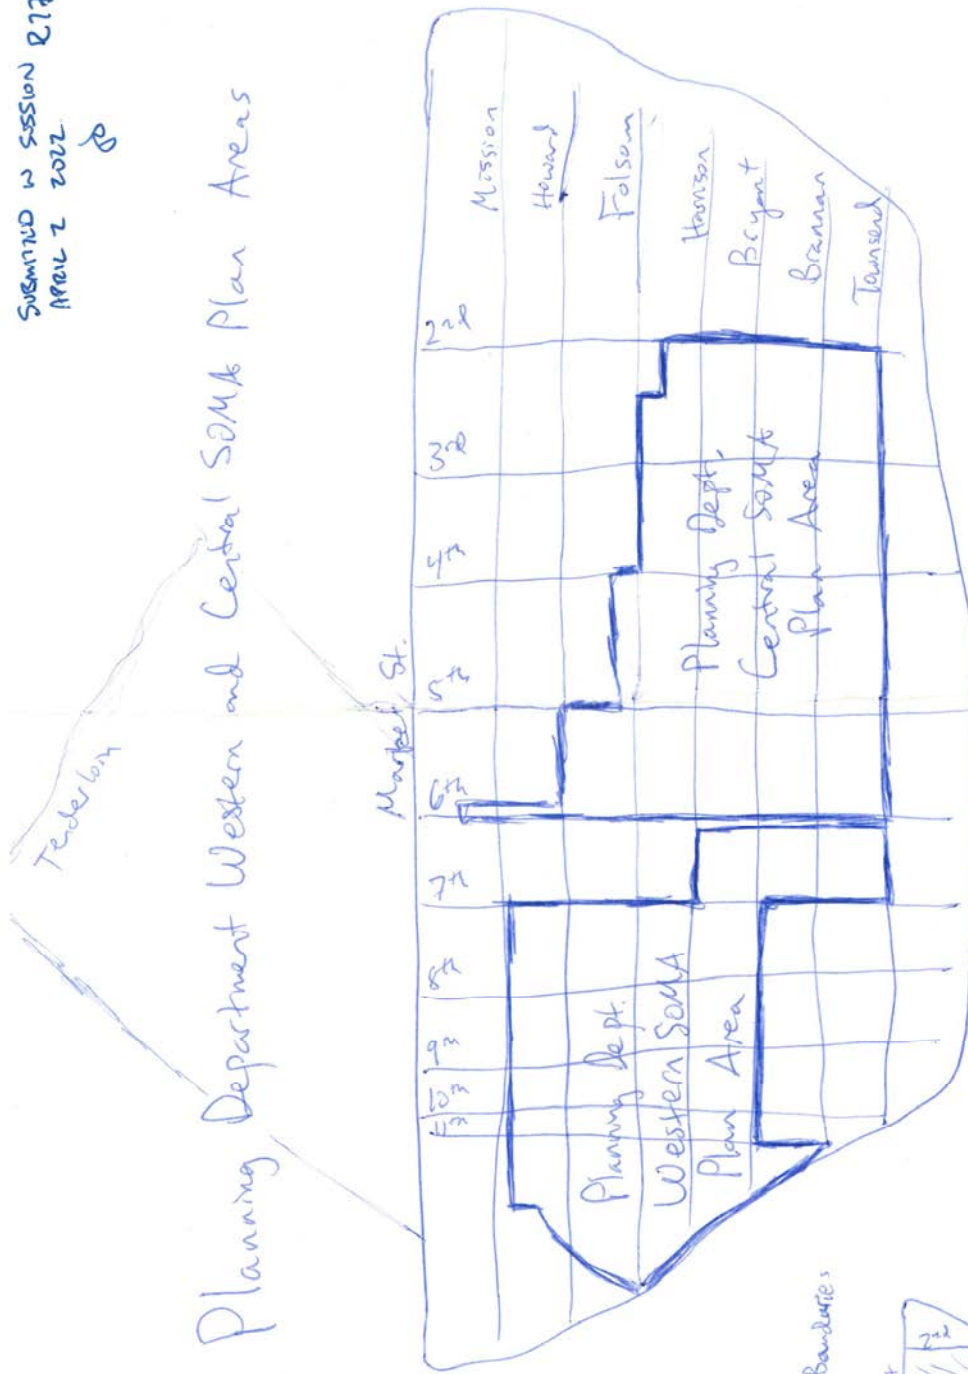 SUBMITTED IN SESSION
APRIL 2 2022
Planning Department Western and Central SOMA Plan Areas
Tenderloin
Market St.
11th
10th
9th
8th
7th
6th
5th
4th
3rd
2nd
Mission
Howard
Folsom
Harrison
Bryant
Brannan
Townsend
Planning Dept.
Western SOMA
Plan Area
Planning Dept.
Central SOMA
Plan Area
Boundaries
2nd